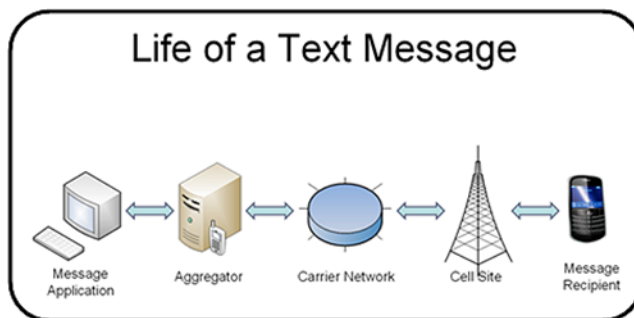 Life of a Text Message
Message
Application
Aggregator
Carrier Network
Cell Site
Message
Recipient